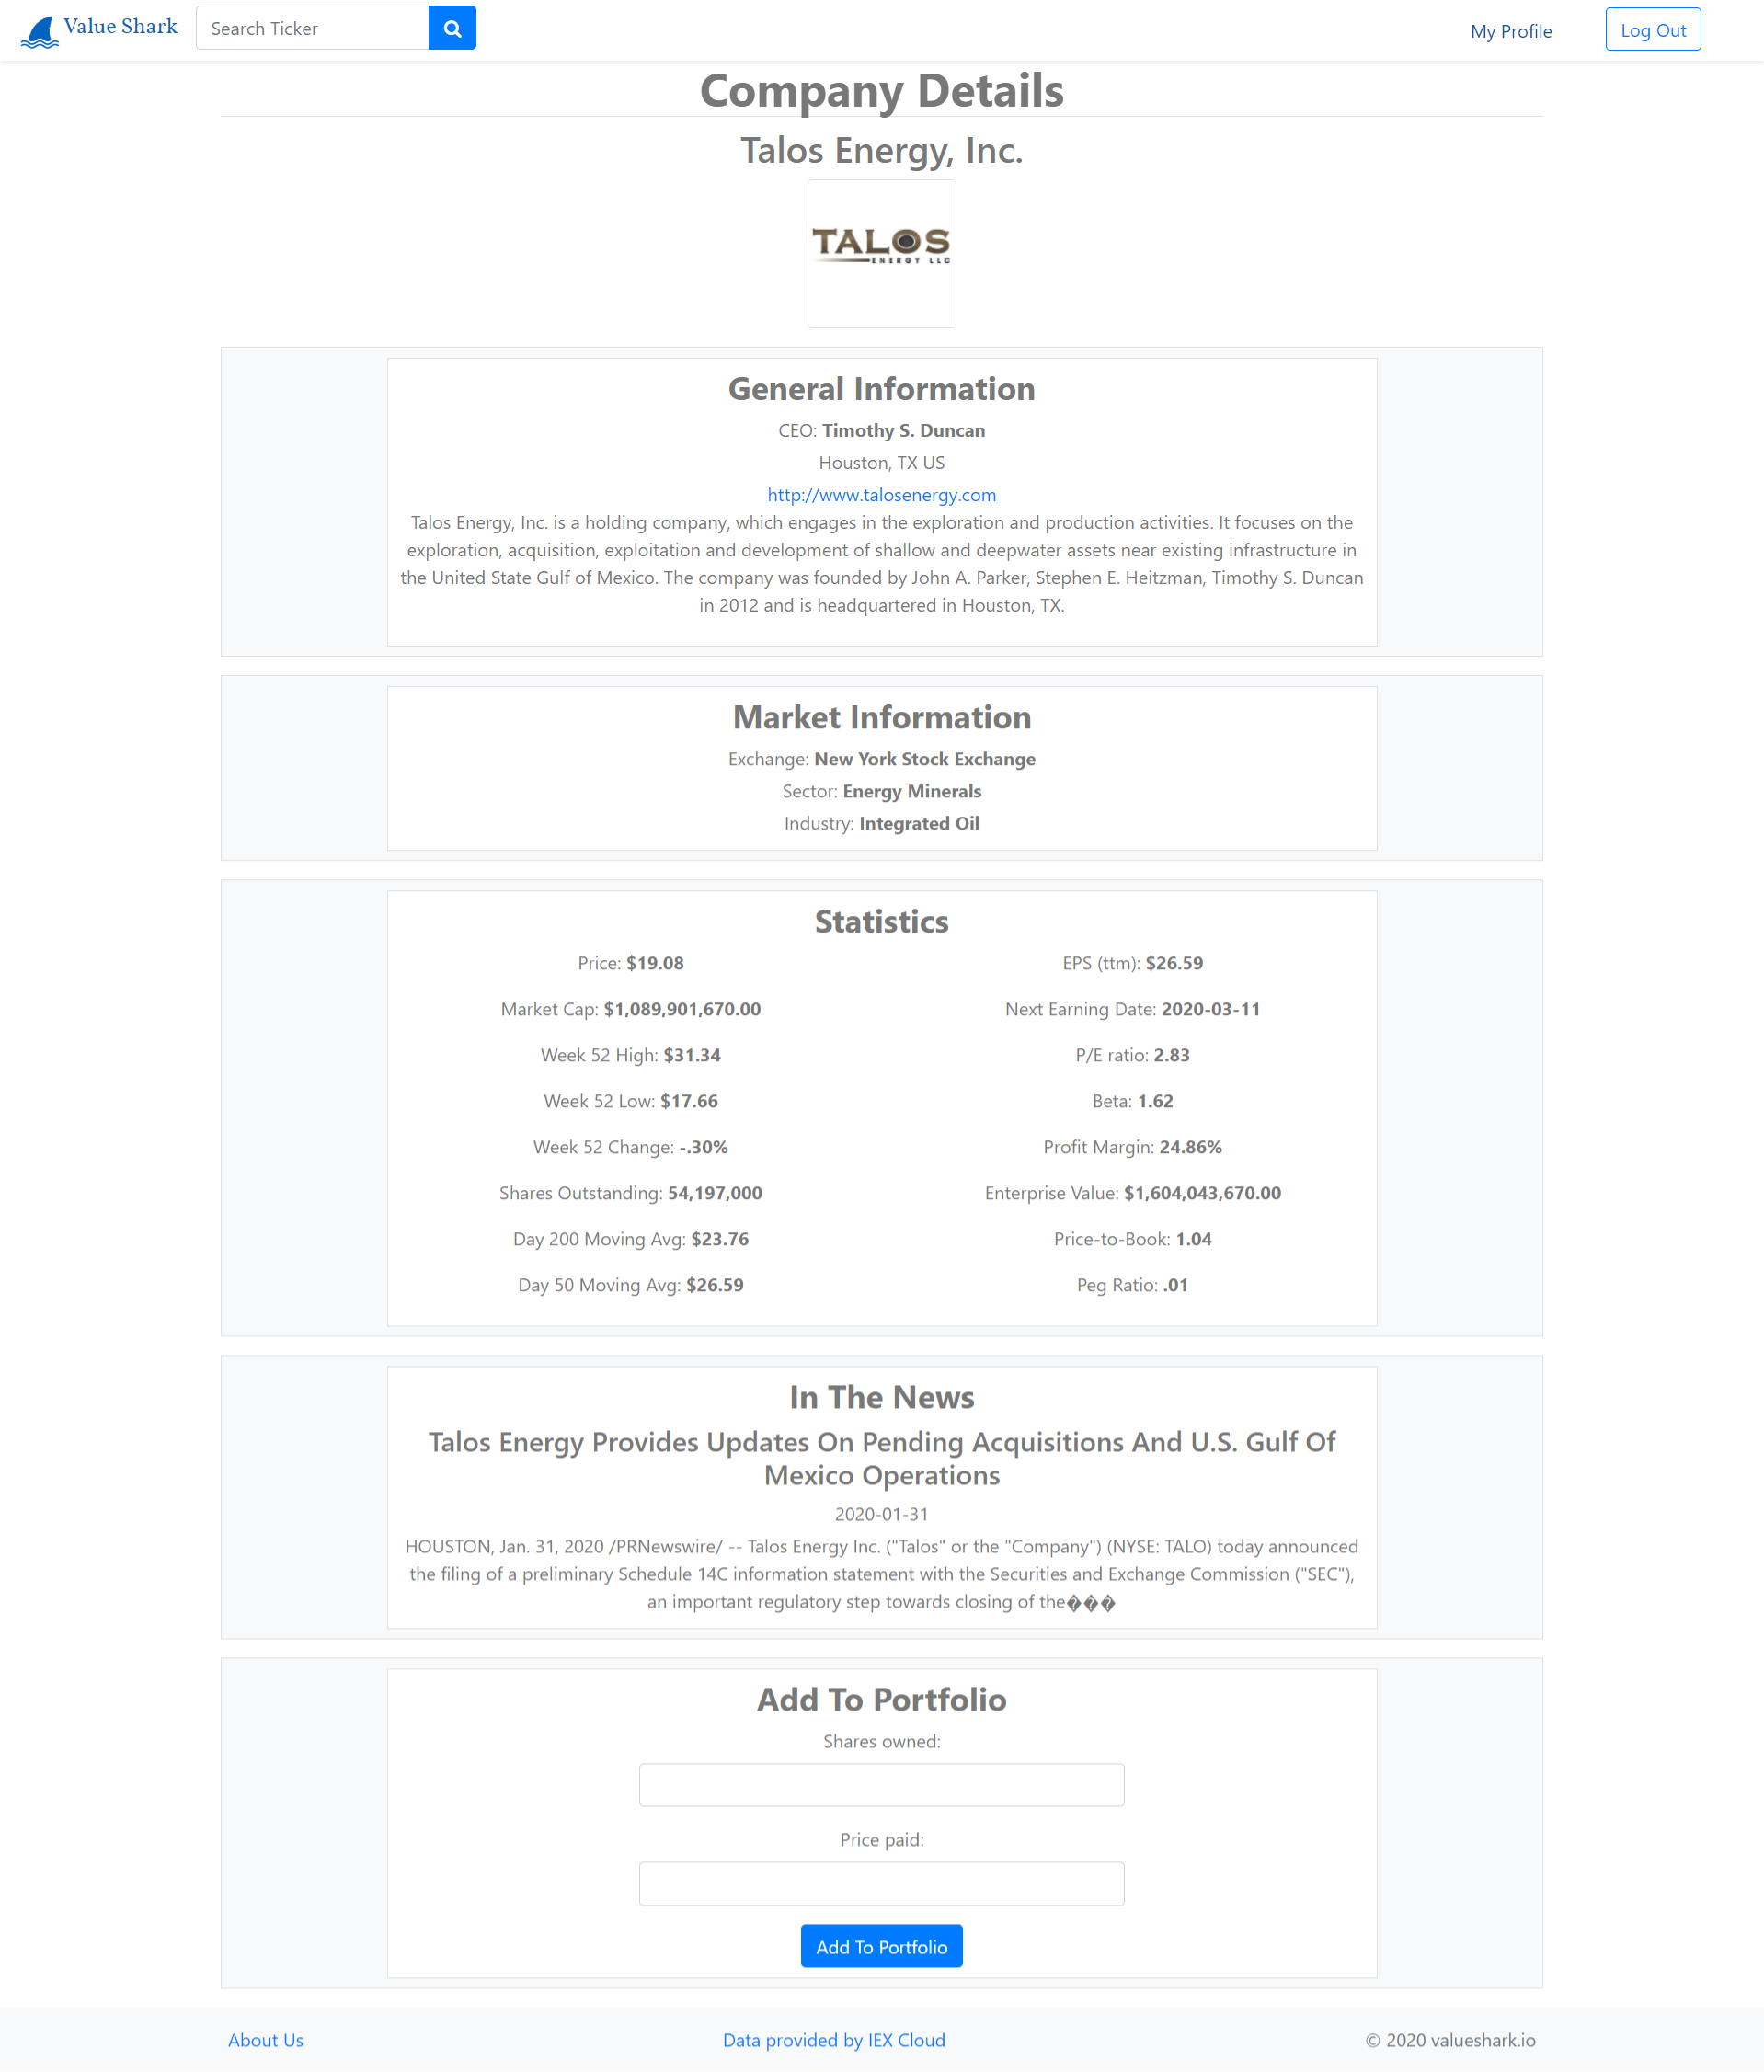 Value Shark
Search Ticker
My Profile
Log Out
Company Details
Talos Energy, Inc.
TALOS
ENERGY LLC
General Information
CEO: Timothy S. Duncan
Houston, TX US
http://www.talosenergy.com
Talos Energy, Inc. is a holding company, which engages in the exploration and production activities. It focuses on the
exploration, acquisition, exploitation and development of shallow and deepwater assets near existing infrastructure in
the United State Gulf of Mexico. The company was founded by John A. Parker, Stephen E. Heitzman, Timothy S. Duncan
in 2012 and is headquartered in Houston, TX.
Market Information
Exchange: New York Stock Exchange
Sector: Energy Minerals
Industry: Integrated Oil
Statistics
Price: $19.08
Market Cap: $1,089,901,670.00
Week 52 High: $31.34
Week 52 Low: $17.66
Week 52 Change: -.30%
Shares Outstanding: 54,197,000
Day 200 Moving Avg: $23.76
Day 50 Moving Avg: $26.59
EPS (ttm): $26.59
Next Earning Date: 2020-03-11
P/E ratio: 2.83
Beta: 1.62
Profit Margin: 24.86%
Enterprise Value: $1,604,043,670.00
Price-to-Book: 1.04
Peg Ratio: .01
In The News
Talos Energy Provides Updates On Pending Acquisitions And U.S. Gulf Of
Mexico Operations
2020-01-31
HOUSTON, Jan. 31, 2020 /PRNewswire/ -- Talos Energy Inc. ("Talos" or the "Company") (NYSE: TALO) today announced
the filing of a preliminary Schedule 14C information statement with the Securities and Exchange Commission ("SEC"),
an important regulatory step towards closing of the���
Add To Portfolio
Shares owned:
Price paid:
Add To Portfolio
About Us
Data provided by IEX Cloud
© 2020 valueshark.io